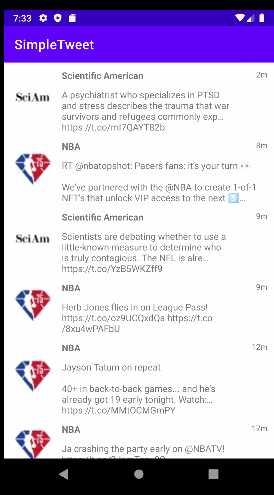 7:33
SimpleTweet
Scientific American 2m
SciAm
A psychiatrist who specializes in PTSD
and stress describes the trauma that war
survivors and refugees commonly exp…
https://t.co/mI7QAYT82b
NBA 8m
RT @nbatopshot: Pacers fans: it's your turn 👀
We've partnered with the @NBA to create 1-of-1
NFT's that unlock VIP access to the next
Scientific American 9m
SciAm
Scientists are debating whether to use a
little-known measure to determine who
is truly contagious. The NFL is alre…
https://t.co/YzB5WKZff9
NBA 9m
Herb Jones flies in on League Pass!
https://t.co/oz9UCQxdQa https://t.co
/8xu4wPAFbU
NBA 12m
Jayson Tatum on repeat.
40+ in back-to-back games... and he's
already got 19 early tonight. Watch:…
https://t.co/MMtOCMGmPY
NBA 17m
Ja crashing the party early on @NBATV!